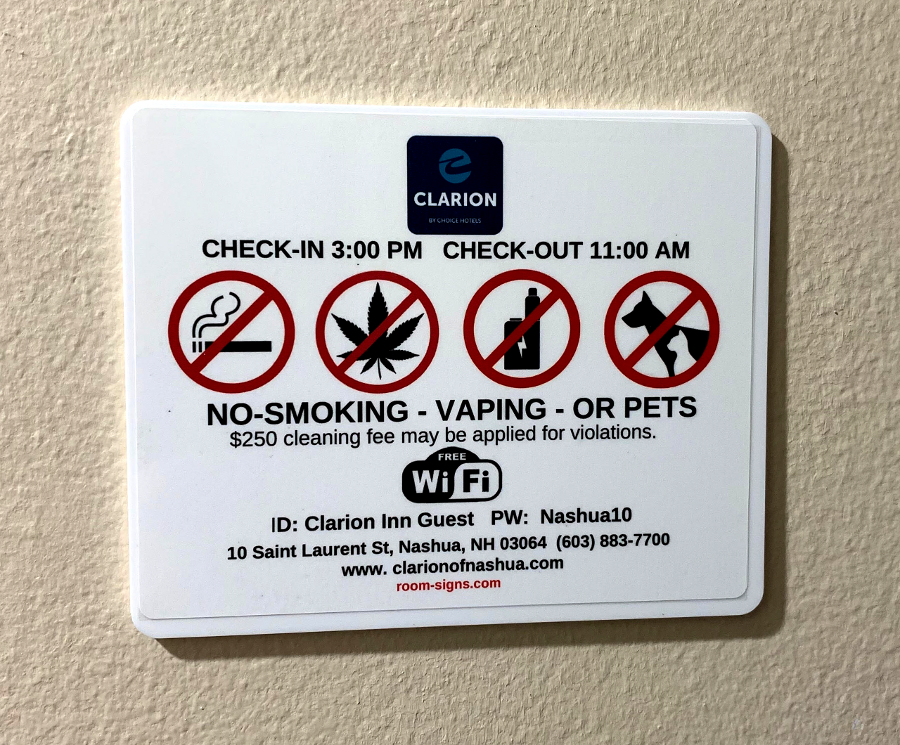 CLARION
BY CHOICE HOTELS
CHECK-IN 3:00 PM CHECK-OUT 11:00 AM
NO-SMOKING - VAPING - OR PETS
$250 cleaning fee may be applied for violations.
FREE
Wi Fi
ID: Clarion Inn Guest PW: Nashua10
10 Saint Laurent St, Nashua, NH 03064 (603) 883-7700
www. clarionofnashua.com
room-signs.com